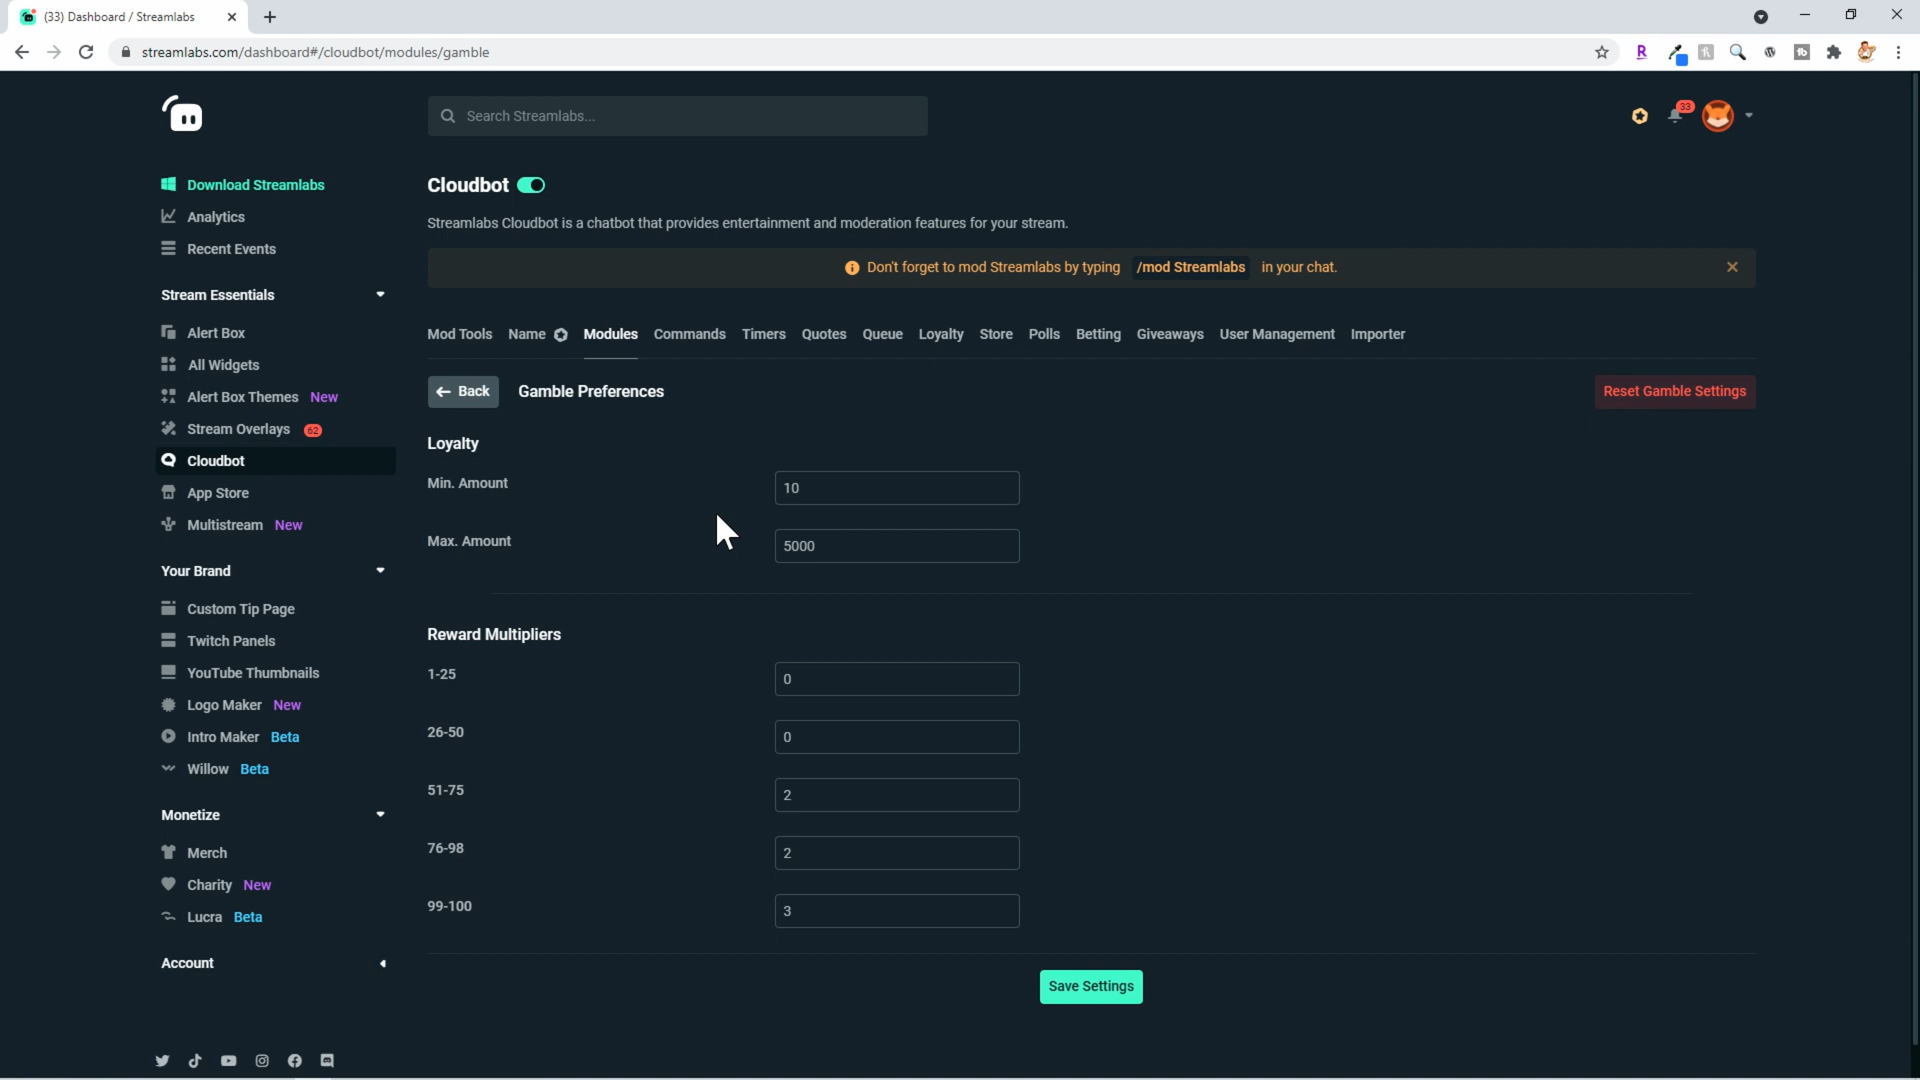 (33) Dashboard / Streamlabs
streamlabs.com/dashboard#/cloudbot/modules/gamble
Search Streamlabs...
33
Download Streamlabs
Analytics
Recent Events
Stream Essentials
Alert Box
All Widgets
Alert Box Themes New
Stream Overlays 62
Cloudbot
App Store
Multistream New
Your Brand
Custom Tip Page
Twitch Panels
YouTube Thumbnails
Logo Maker New
Intro Maker Beta
Willow Beta
Monetize
Merch
Charity New
Lucra Beta
Account
Cloudbot
Streamlabs Cloudbot is a chatbot that provides entertainment and moderation features for your stream.
Don't forget to mod Streamlabs by typing /mod Streamlabs in your chat.
Mod Tools Name Modules Commands Timers Quotes Queue Loyalty Store Polls Betting Giveaways User Management Importer
Back Gamble Preferences Reset Gamble Settings
Loyalty
Min. Amount 10
Max. Amount 5000
Reward Multipliers
1-25 0
26-50 0
51-75 2
76-98 2
99-100 3
Save Settings